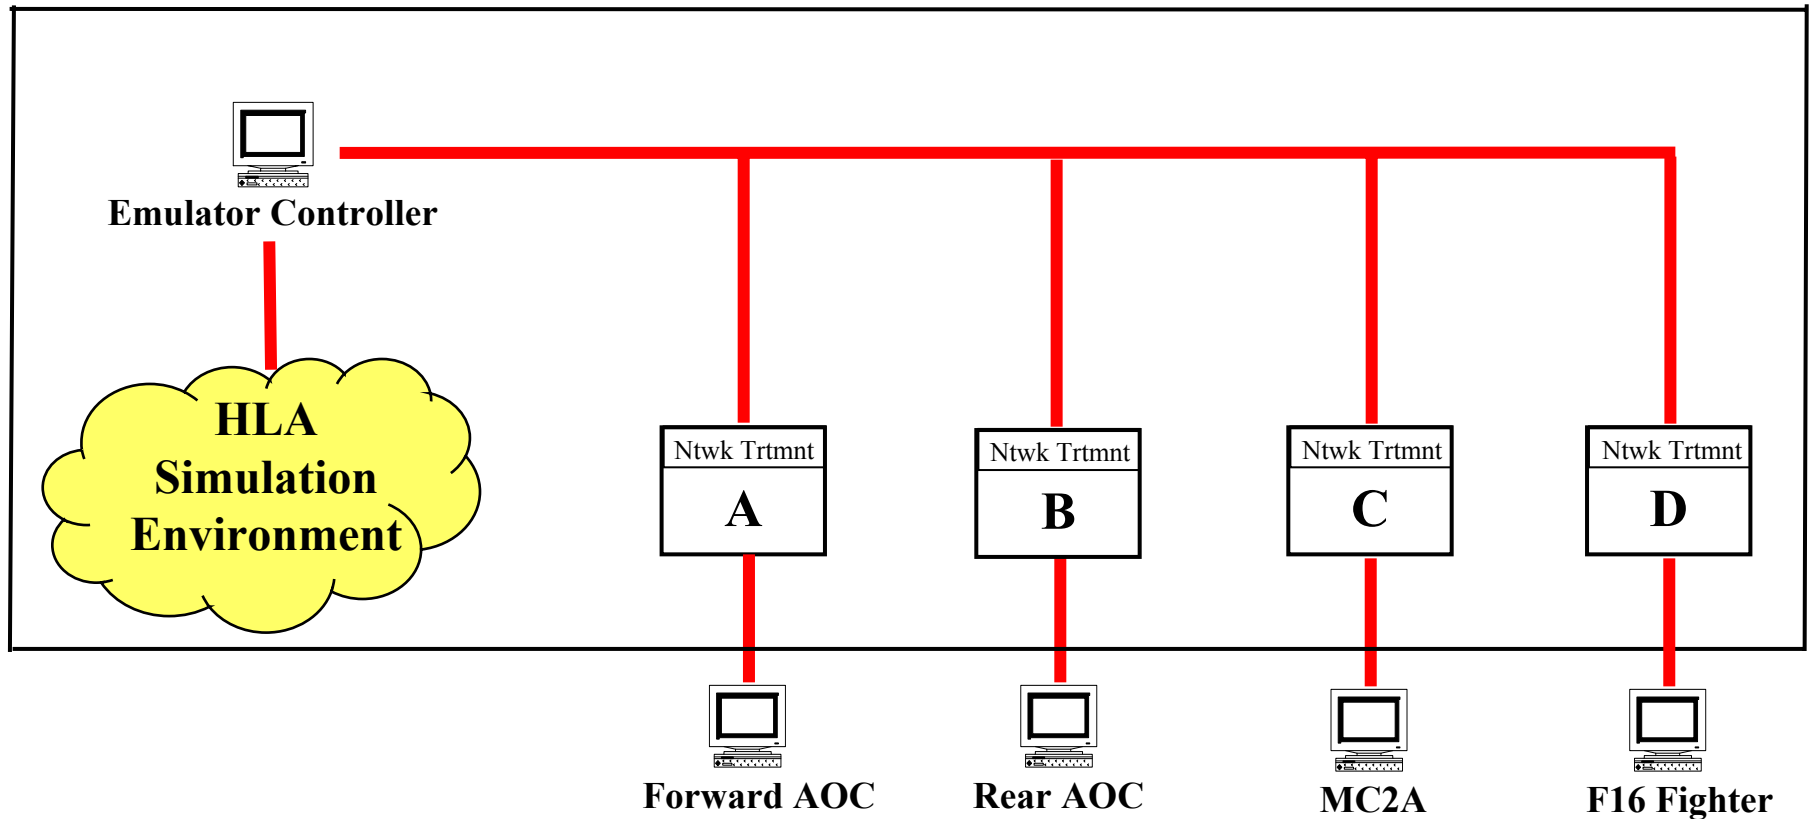 Emulator Controller
HLA
Simulation
Environment
Ntwk Trtmnt
A
Ntwk Trtmnt
B
Ntwk Trtmnt
C
Ntwk Trtmnt
D
Forward AOC
Rear AOC
MC2A
F16 Fighter